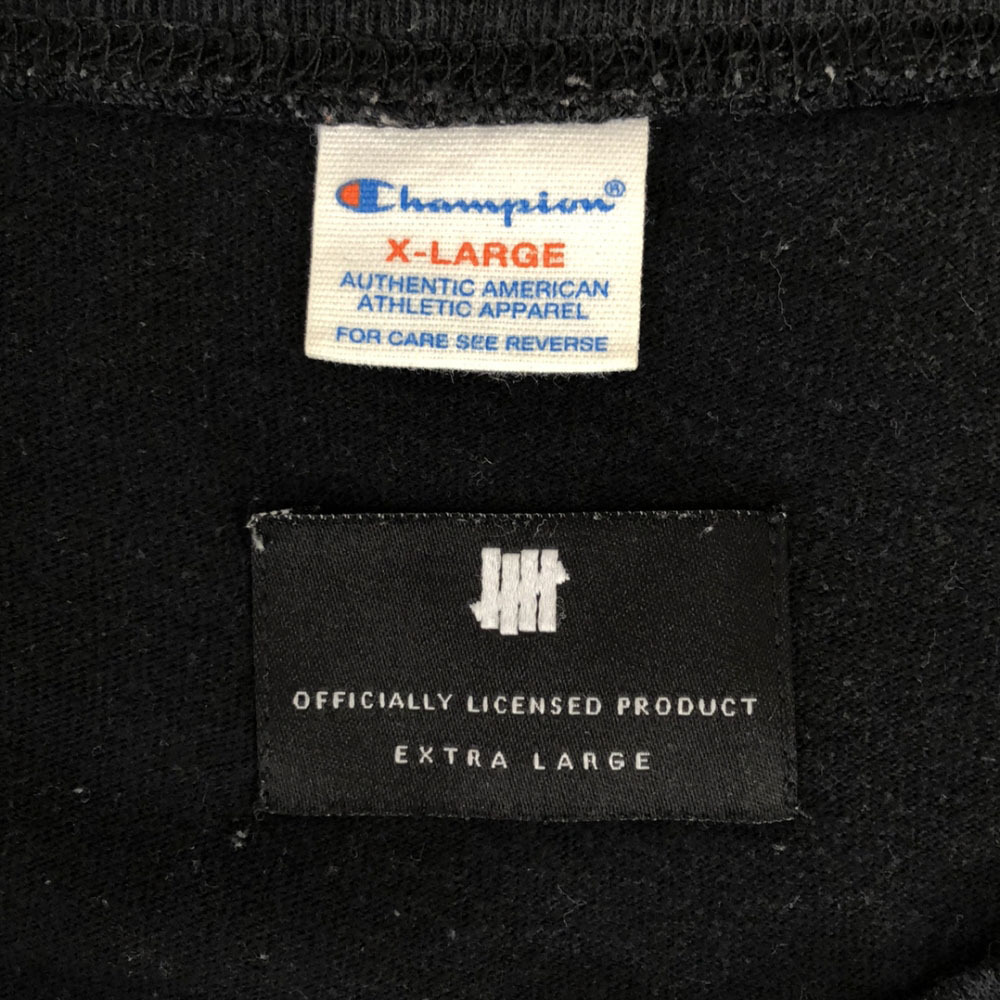 Champion®
X-LARGE
AUTHENTIC AMERICAN
ATHLETIC APPAREL
FOR CARE SEE REVERSE
OFFICIALLY LICENSED PRODUCT
EXTRA LARGE